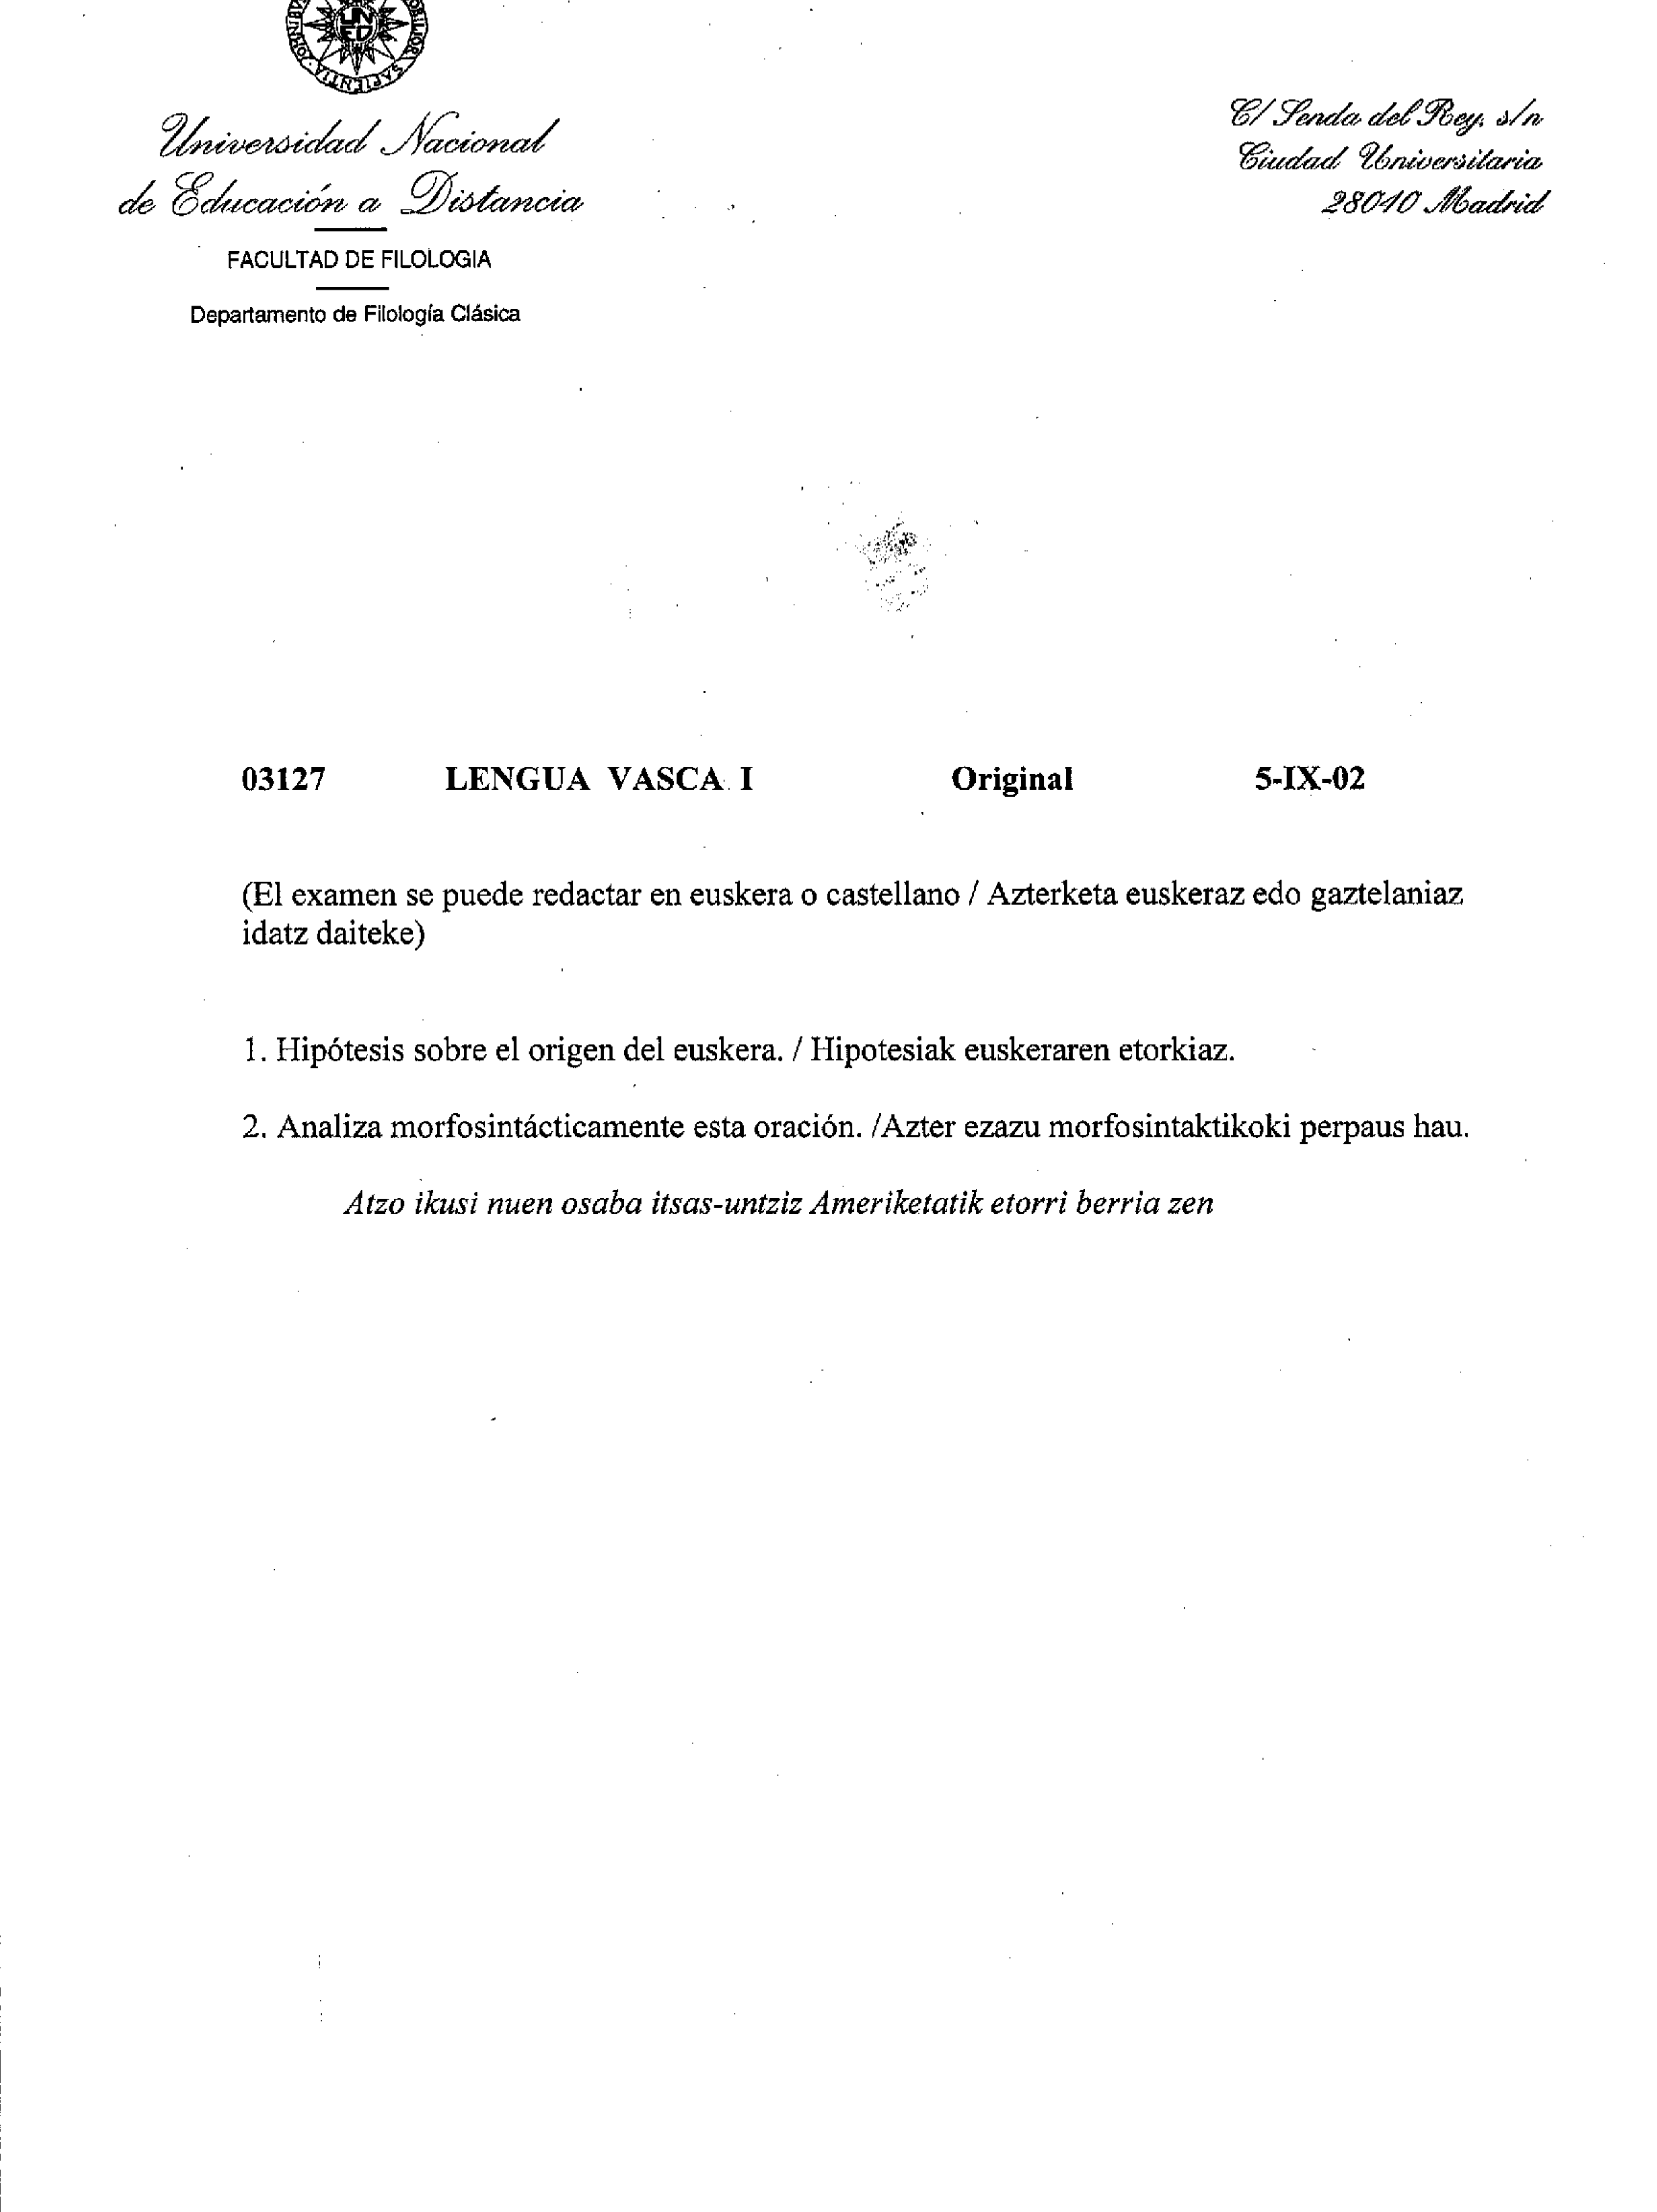 UN
ED
SAPIENTIA
Universidad Nacional
de Educación a Distancia
FACULTAD DE FILOLOGIA
Departamento de Filología Clásica
C/ Senda del Rey, s/n
Ciudad Universitaria
28040 Madrid
03127 LENGUA VASCA I Original 5-IX-02
(El examen se puede redactar en euskera o castellano / Azterketa euskeraz edo gaztelaniaz
idatz daiteke)
1. Hipótesis sobre el origen del euskera. / Hipotesiak euskeraren etorkiaz.
2. Analiza morfosintácticamente esta oración. /Azter ezazu morfosintaktikoki perpaus hau.
Atzo ikusi nuen osaba itsas-untziz Ameriketatik etorri berria zen